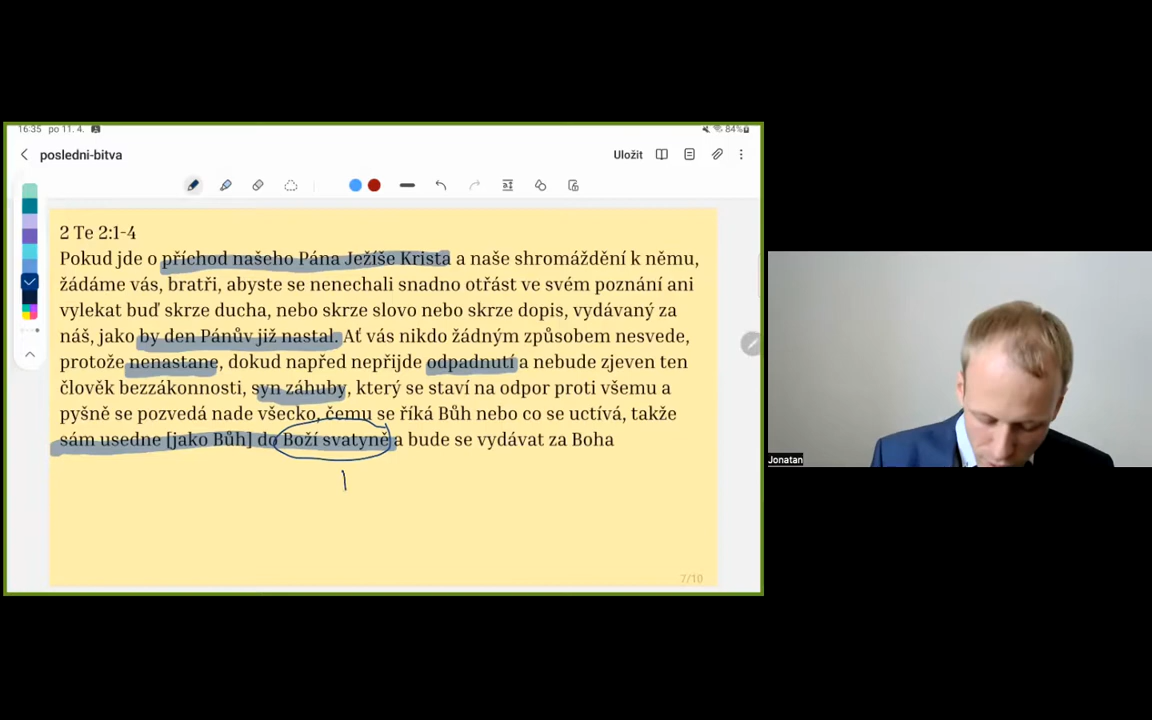 16:35 po 11. 4.
84%
posledni-bitva
Uložit
2 Te 2:1-4
Pokud jde o příchod našeho Pána Ježíše Krista a naše shromáždění k němu,
žádáme vás, bratři, abyste se nenechali snadno otřást ve svém poznání ani
vylekat buď skrze ducha, nebo skrze slovo nebo skrze dopis, vydávaný za
náš, jako by den Pánův již nastal. Ať vás nikdo žádným způsobem nesvede,
protože nenastane, dokud napřed nepřijde odpadnutí a nebude zjeven ten
člověk bezzákonnosti, syn záhuby, který se staví na odpor proti všemu a
pyšně se pozvedá nade všecko, čemu se říká Bůh nebo co se uctívá, takže
sám usedne [jako Bůh] do Boží svatyně a bude se vydávat za Boha
7/10
Jonatan